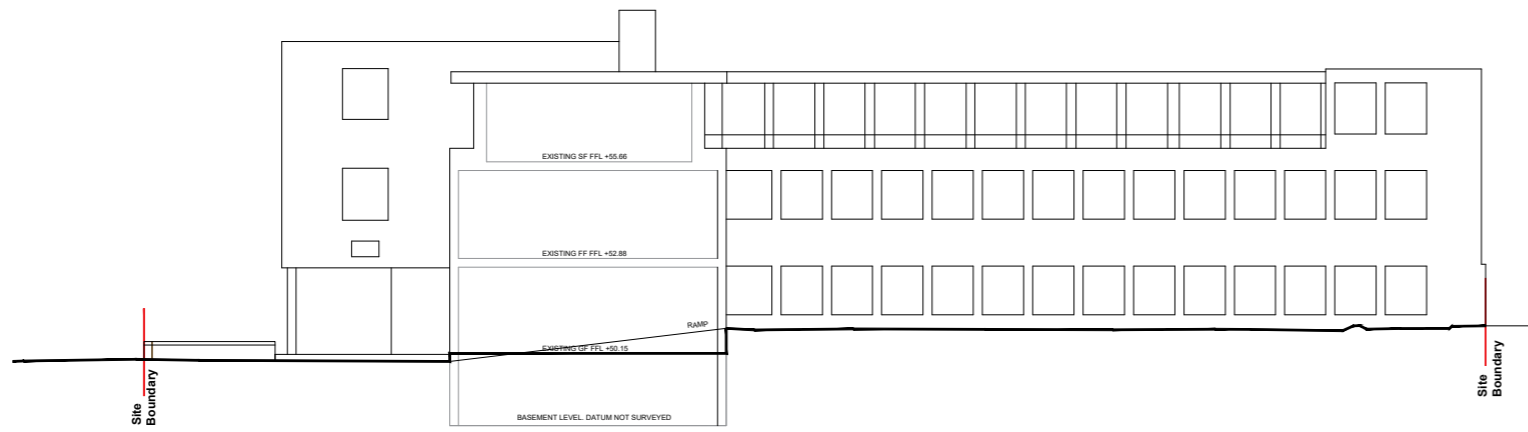 EXISTING SF FFL +55.66
EXISTING FF FFL +52.88
RAMP
EXISTING GF FFL +50.15
BASEMENT LEVEL. DATUM NOT SURVEYED
Site
Boundary
Site
Boundary